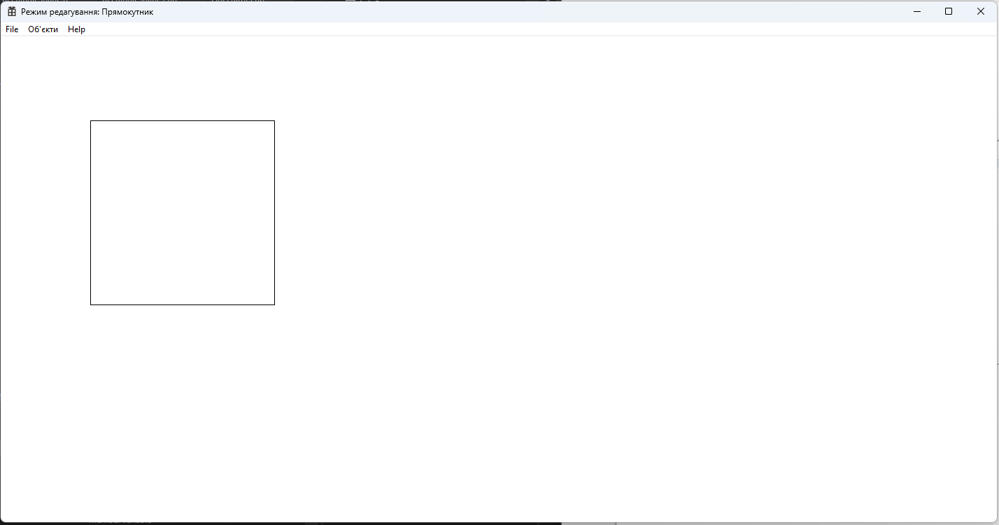 Режим редагування: Прямокутник
File Об'єкти Help